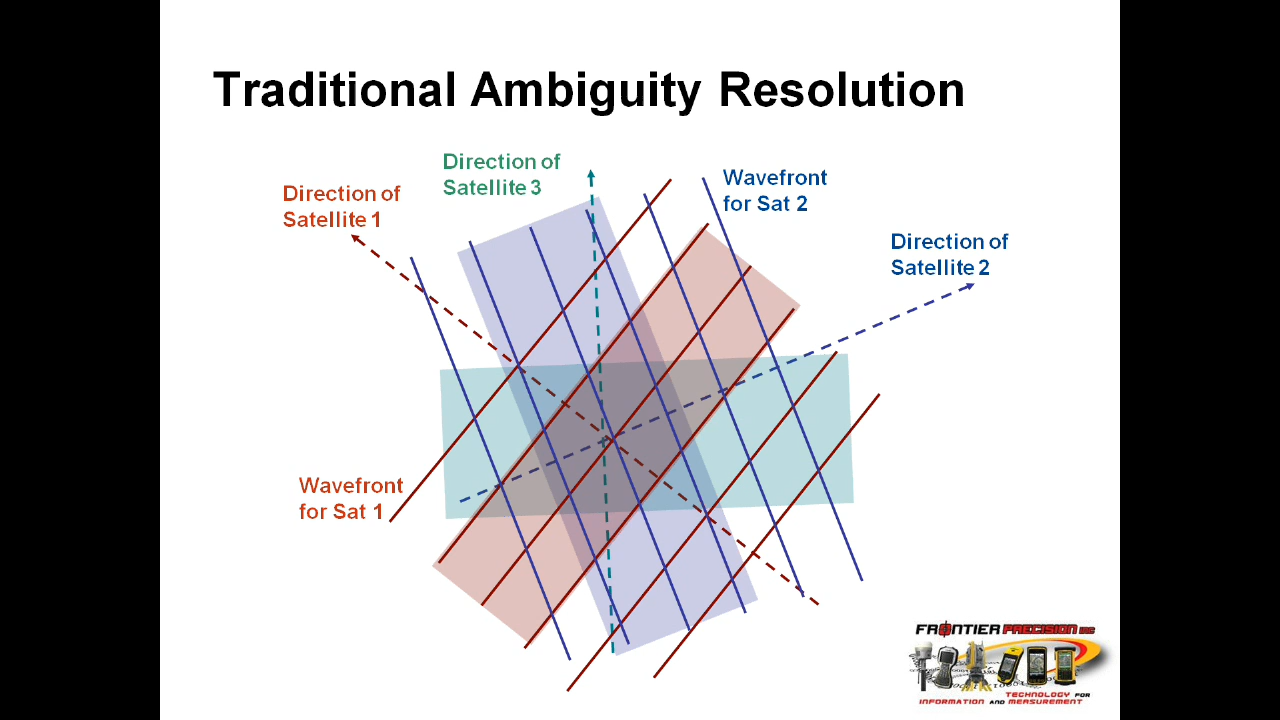 Traditional Ambiguity Resolution
Direction of
Satellite 3
Direction of
Satellite 1
Wavefront
for Sat 2
Direction of
Satellite 2
Wavefront
for Sat 1
FRONTIER PRECISION INC
TECHNOLOGY FOR
INFORMATION AND MEASUREMENT